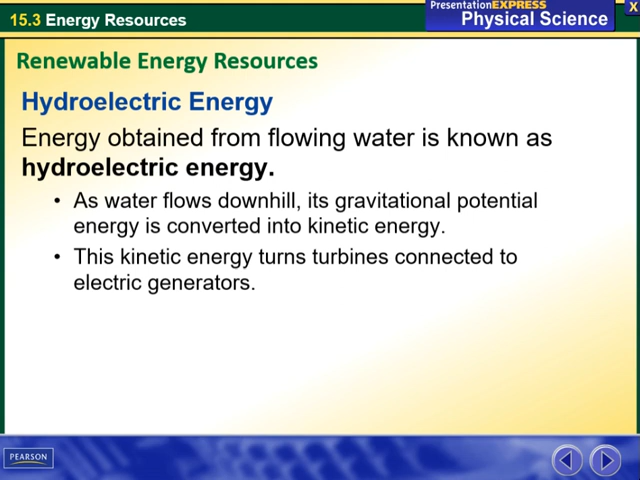 15.3 Energy Resources
PresentationEXPRESS
Physical Science
X
Renewable Energy Resources
Hydroelectric Energy
Energy obtained from flowing water is known as
hydroelectric energy.
• As water flows downhill, its gravitational potential
energy is converted into kinetic energy.
• This kinetic energy turns turbines connected to
electric generators.
PEARSON